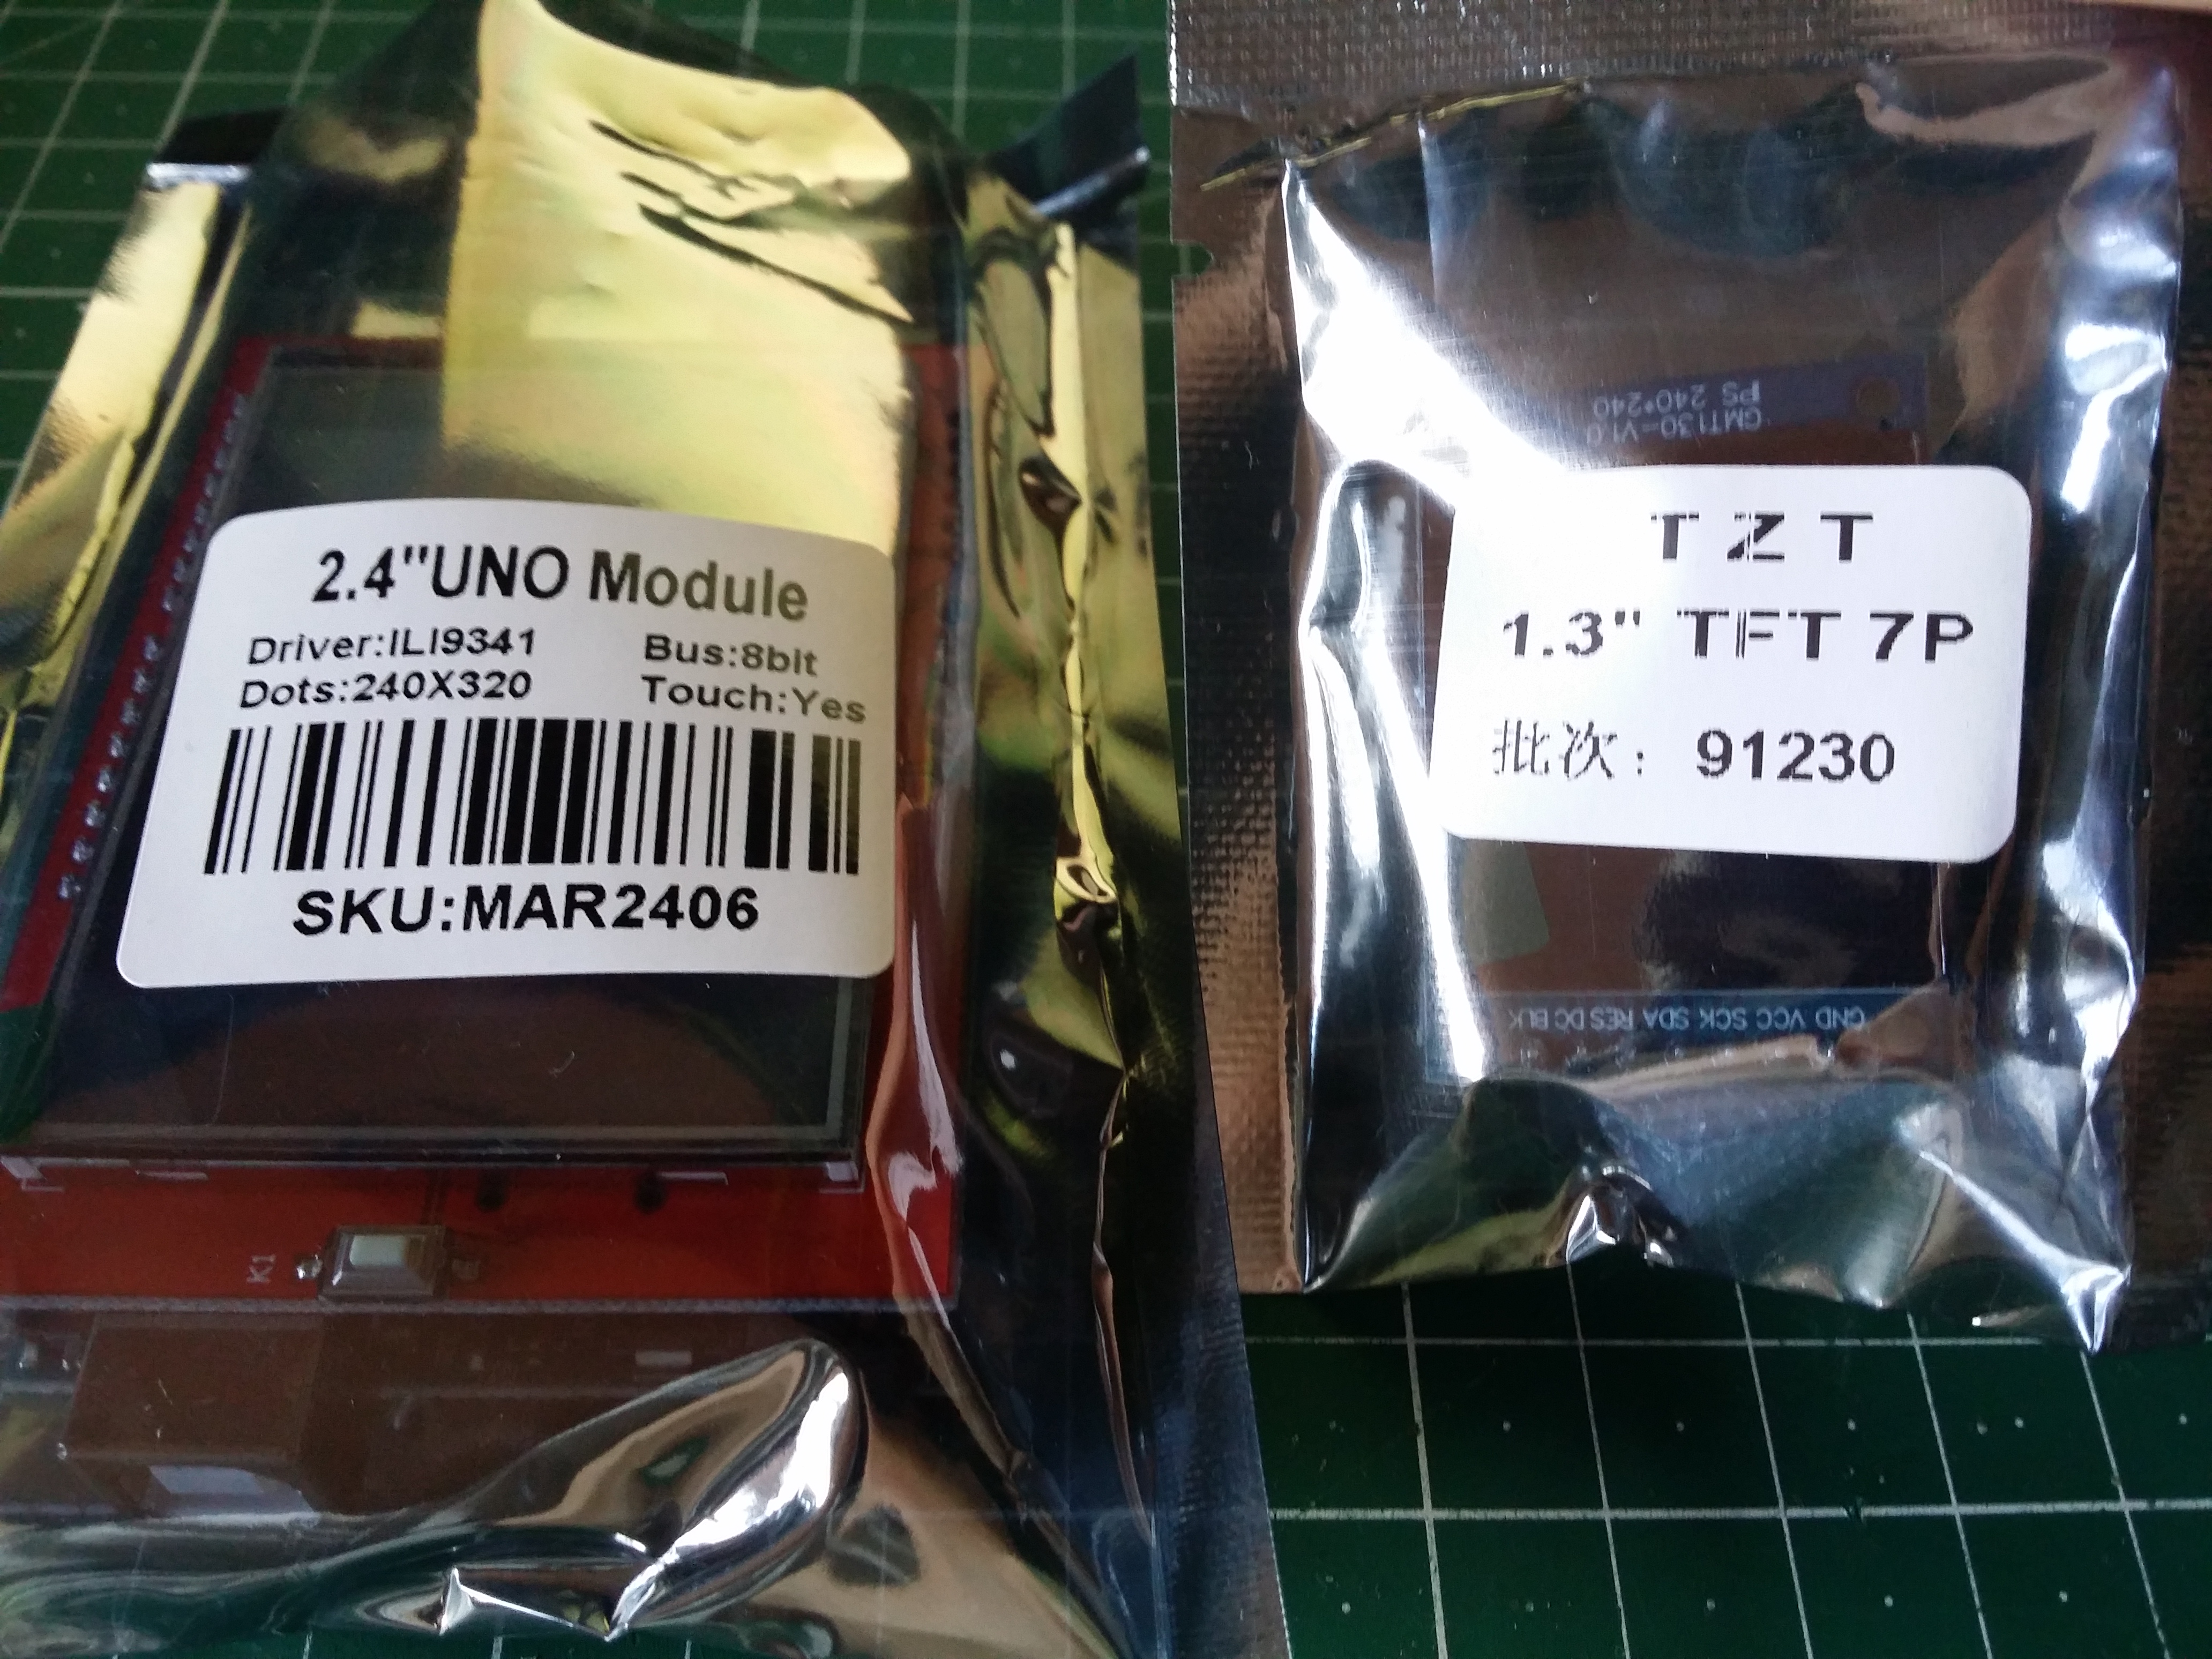 2.4"UNO Module
Driver:ILI9341 Bus:8bit
Dots:240X320 Touch:Yes
SKU:MAR2406
K1
GMT130-V1.0
IPS 240*240
T Z T
1.3" TFT 7P
批次: 91230
GND VCC SCK SDA RES DC BLK